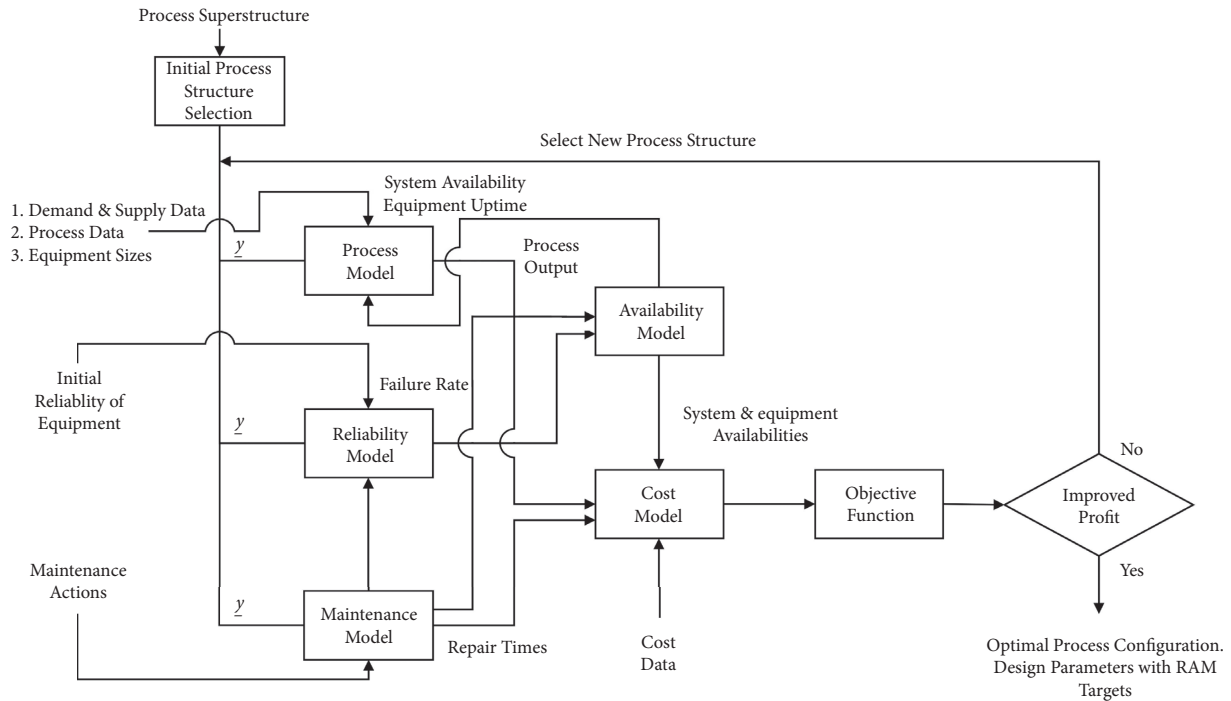 Process Superstructure
Initial Process
Structure
Selection
Select New Process Structure
System Availability
Equipment Uptime
1. Demand & Supply Data
2. Process Data
3. Equipment Sizes
y
Process
Model
Process
Output
Availability
Model
Initial
Reliablity of
Equipment
Failure Rate
y
Reliability
Model
System & equipment
Availabilities
Cost
Model
Objective
Function
Improved
Profit
No
Yes
Maintenance
Actions
y
Maintenance
Model
Repair Times
Cost
Data
Optimal Process Configuration.
Design Parameters with RAM
Targets